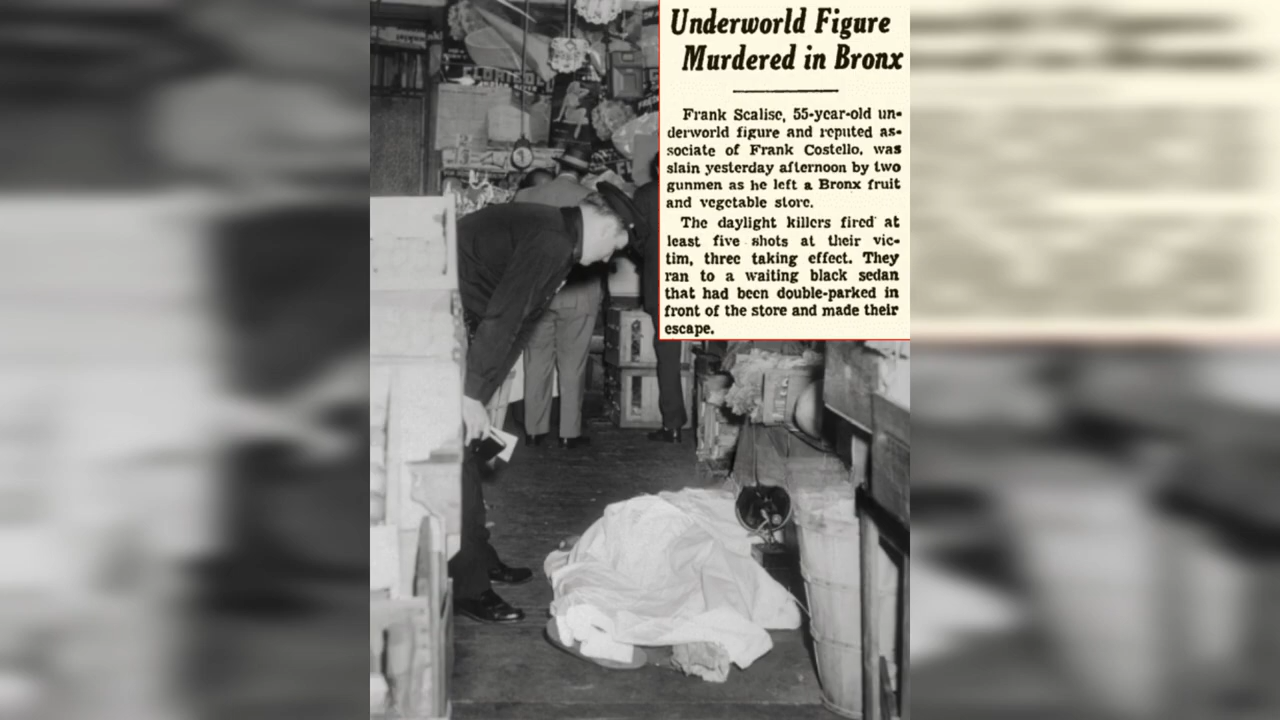 Underworld Figure
Murdered in Bronx
Frank Scalise, 55-year-old un-
derworld figure and reputed as-
sociate of Frank Costello, was
slain yesterday afternoon by two
gunmen as he left a Bronx fruit
and vegetable store.
The daylight killers fired at
least five shots at their vic-
tim, three taking effect. They
ran to a waiting black sedan
that had been double-parked in
front of the store and made their
escape.